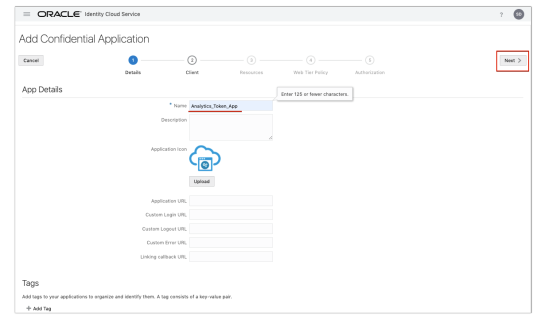 ORACLE Identity Cloud Service ?
Add Confidential Application
Cancel 1 2 3 4 5 Next >
Details Client Resources Web Tier Policy Authorization
App Details
Enter 125 or fewer characters.
* Name Analytics_Token_App
Description
Application icon
Upload
Application URL
Custom Login URL
Custom Logout URL
Custom Error URL
Linking callback URL
Tags
Add tags to your applications to organize and identify them. A tag consists of a key-value pair.
+ Add Tag